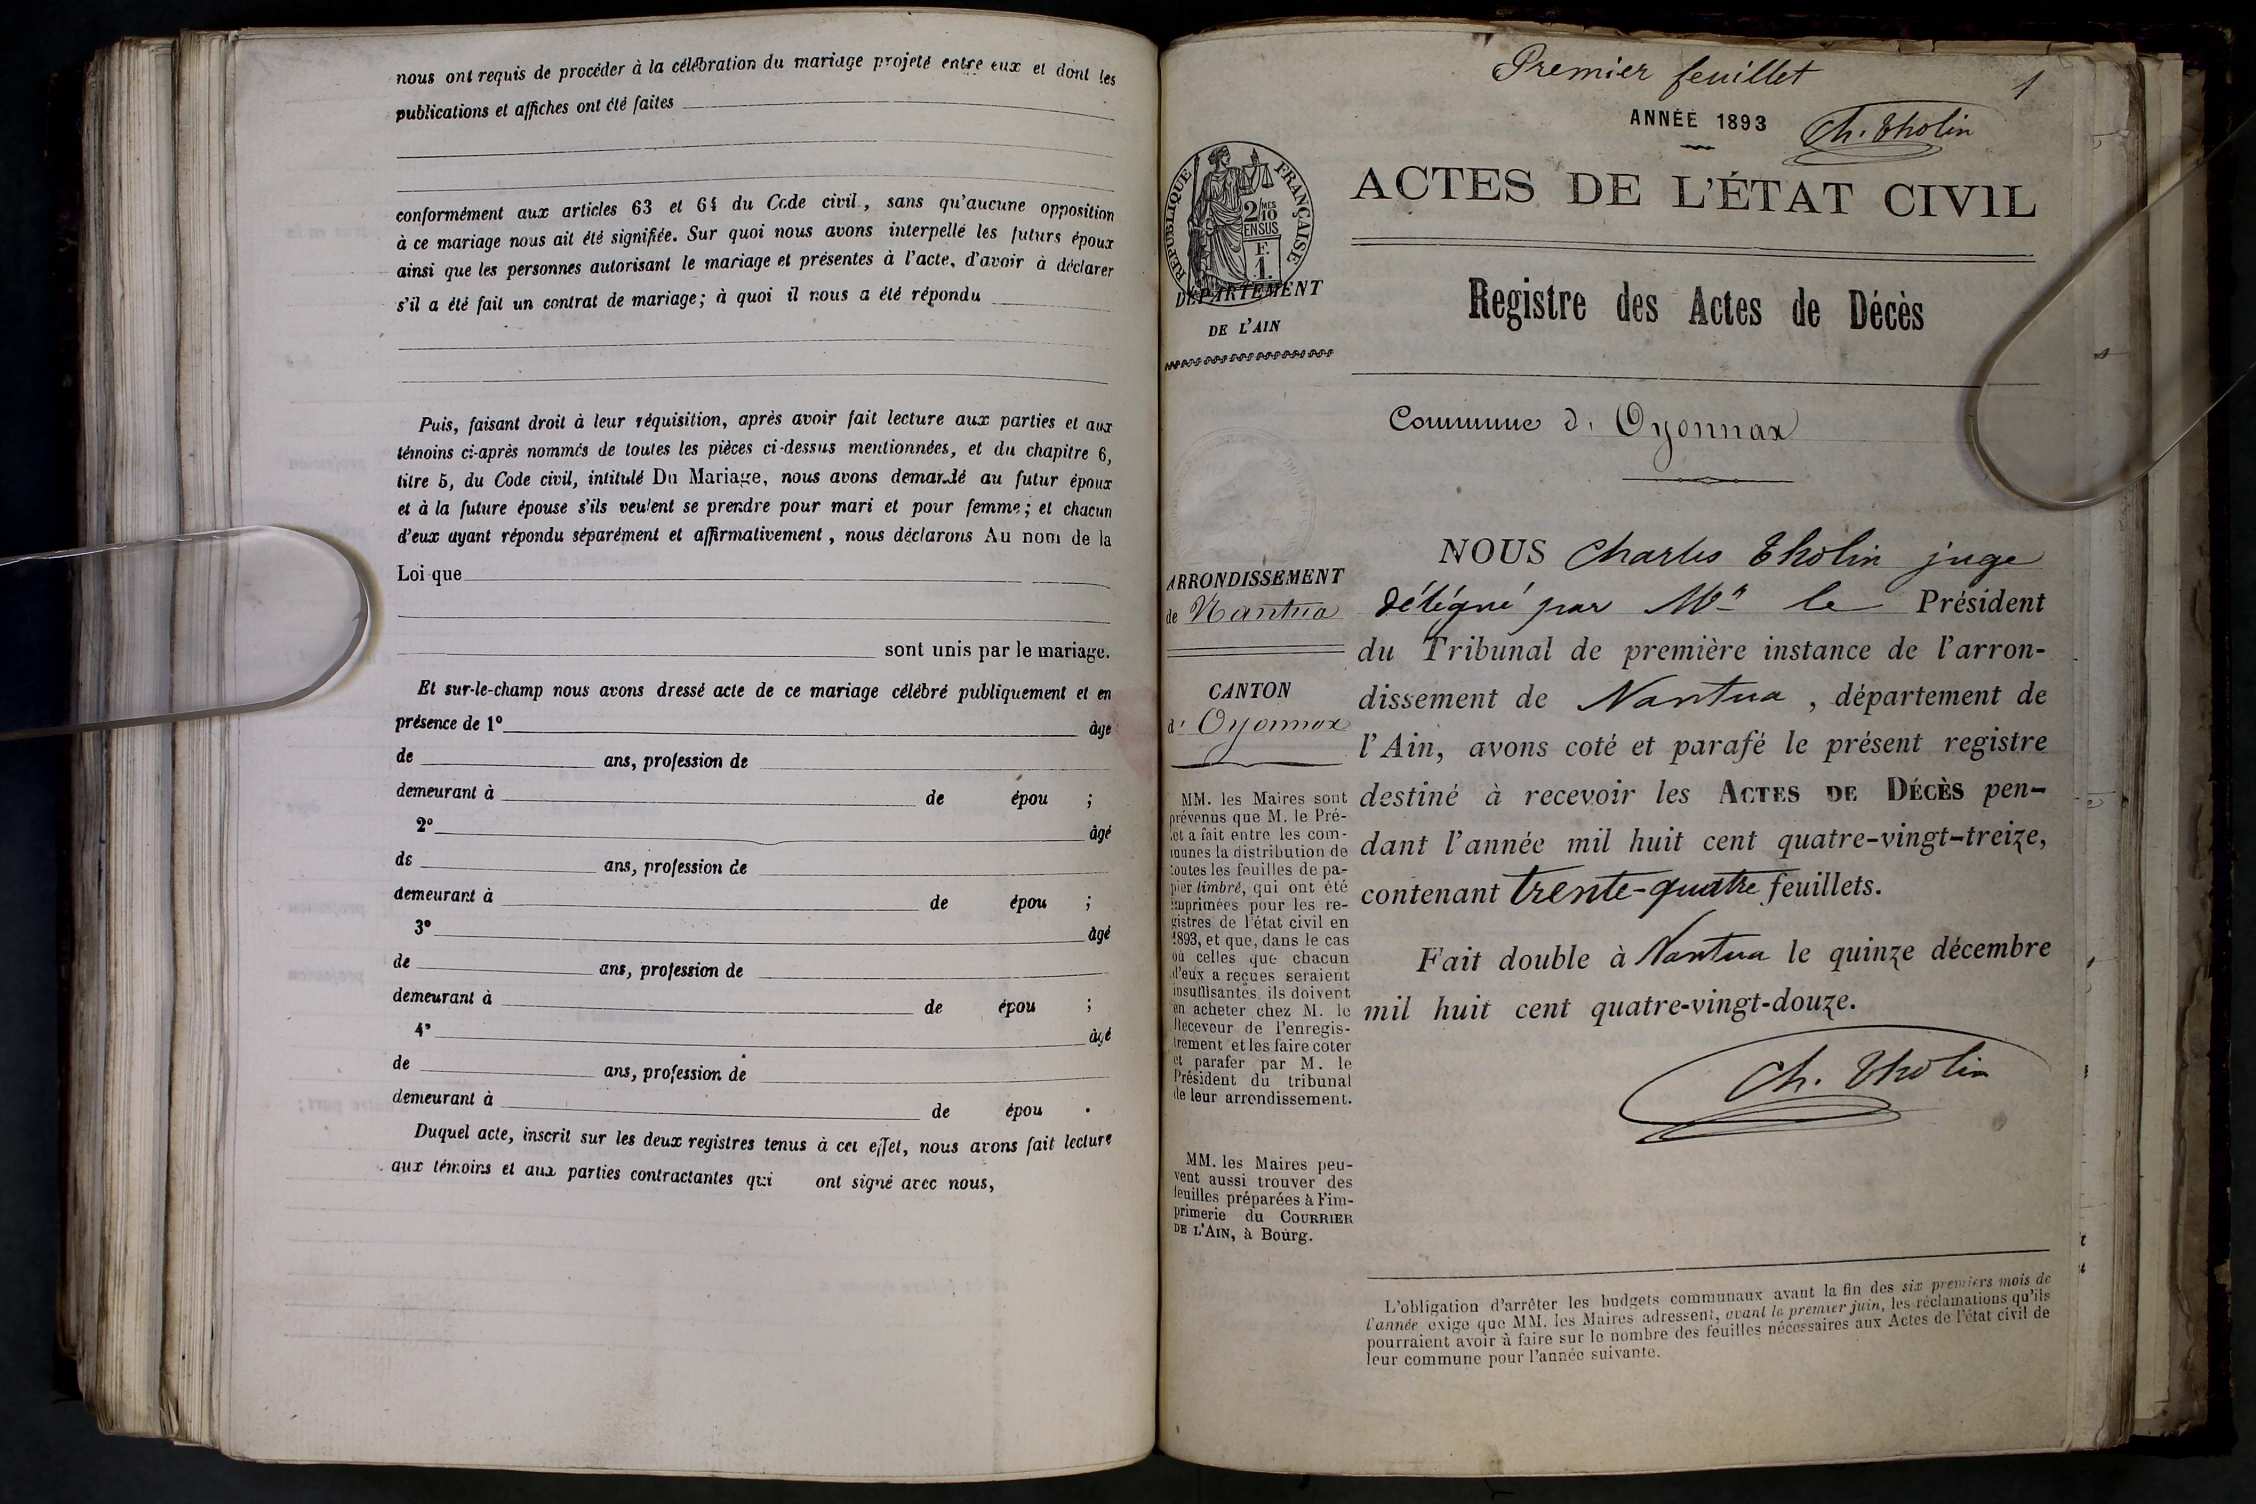 nous ont requis de procéder à la célébration du mariage projeté entre eux et dont les
publications et affiches ont été faites
conformément aux articles 63 et 64 du Code civil, sans qu'aucune opposition
à ce mariage nous ait été signifiée. Sur quoi nous avons interpellé les futurs époux
ainsi que les personnes autorisant le mariage et présentes à l'acte, d'avoir à déclarer
s'il a été fait un contrat de mariage; à quoi il nous a été répondu
Puis, faisant droit à leur réquisition, après avoir fait lecture aux parties et aux
témoins ci-après nommés de toutes les pièces ci-dessus mentionnées, et du chapitre 6,
titre 5, du Code civil, intitulé Du Mariage, nous avons demandé au futur époux
et à la future épouse s'ils veulent se prendre pour mari et pour femme; et chacun
d'eux ayant répondu séparément et affirmativement, nous déclarons Au nom de la
Loi que
sont unis par le mariage.
Et sur-le-champ nous avons dressé acte de ce mariage célébré publiquement et en
présence de 1° âgé
de ans, profession de
demeurant à de épou ;
2° âgé
de ans, profession de
demeurant à de épou ;
3° âgé
de ans, profession de
demeurant à de épou ;
4° âgé
de ans, profession de
demeurant à de épou .
Duquel acte, inscrit sur les deux registres tenus à cet effet, nous avons fait lecture
aux témoins et aux parties contractantes qui ont signé avec nous,
Premier feuillet 1
ANNÉE 1893 Ch. Tholin
RÉPUBLIQUE FRANÇAISE
2/10 MES
EN SUS
F.
1.
DÉPARTEMENT
DE L'AIN
ACTES DE L'ÉTAT CIVIL
Registre des Actes de Décès
Commune d' Oyonnax
ARRONDISSEMENT
de Nantua
CANTON
d' Oyonnax
MM. les Maires sont
prévenus que M. le Pré-
fet a fait entre les com-
munes la distribution de
toutes les feuilles de pa-
pier timbré, qui ont été
imprimées pour les re-
gistres de l'état civil en
1893, et que, dans le cas
où celles que chacun
d'eux a reçues seraient
insuffisantes, ils doivent
en acheter chez M. le
Receveur de l'enregis-
trement et les faire coter
et parafer par M. le
Président du tribunal
de leur arrondissement.
MM. les Maires peu-
vent aussi trouver des
feuilles préparées à l'im-
primerie du COURRIER
DE L'AIN, à Bourg.
NOUS Charles Tholin juge
délégué par Mr le Président
du Tribunal de première instance de l'arron-
dissement de Nantua, département de
l'Ain, avons coté et parafé le présent registre
destiné à recevoir les ACTES DE DÉCÈS pen-
dant l'année mil huit cent quatre-vingt-treize,
contenant trente-quatre feuillets.
Fait double à Nantua le quinze décembre
mil huit cent quatre-vingt-douze.
Ch. Tholin
L'obligation d'arrêter les budgets communaux avant la fin des six premiers mois de
l'année exige que MM. les Maires adressent, avant le premier juin, les réclamations qu'ils
pourraient avoir à faire sur le nombre des feuilles nécessaires aux Actes de l'état civil de
leur commune pour l'année suivante.